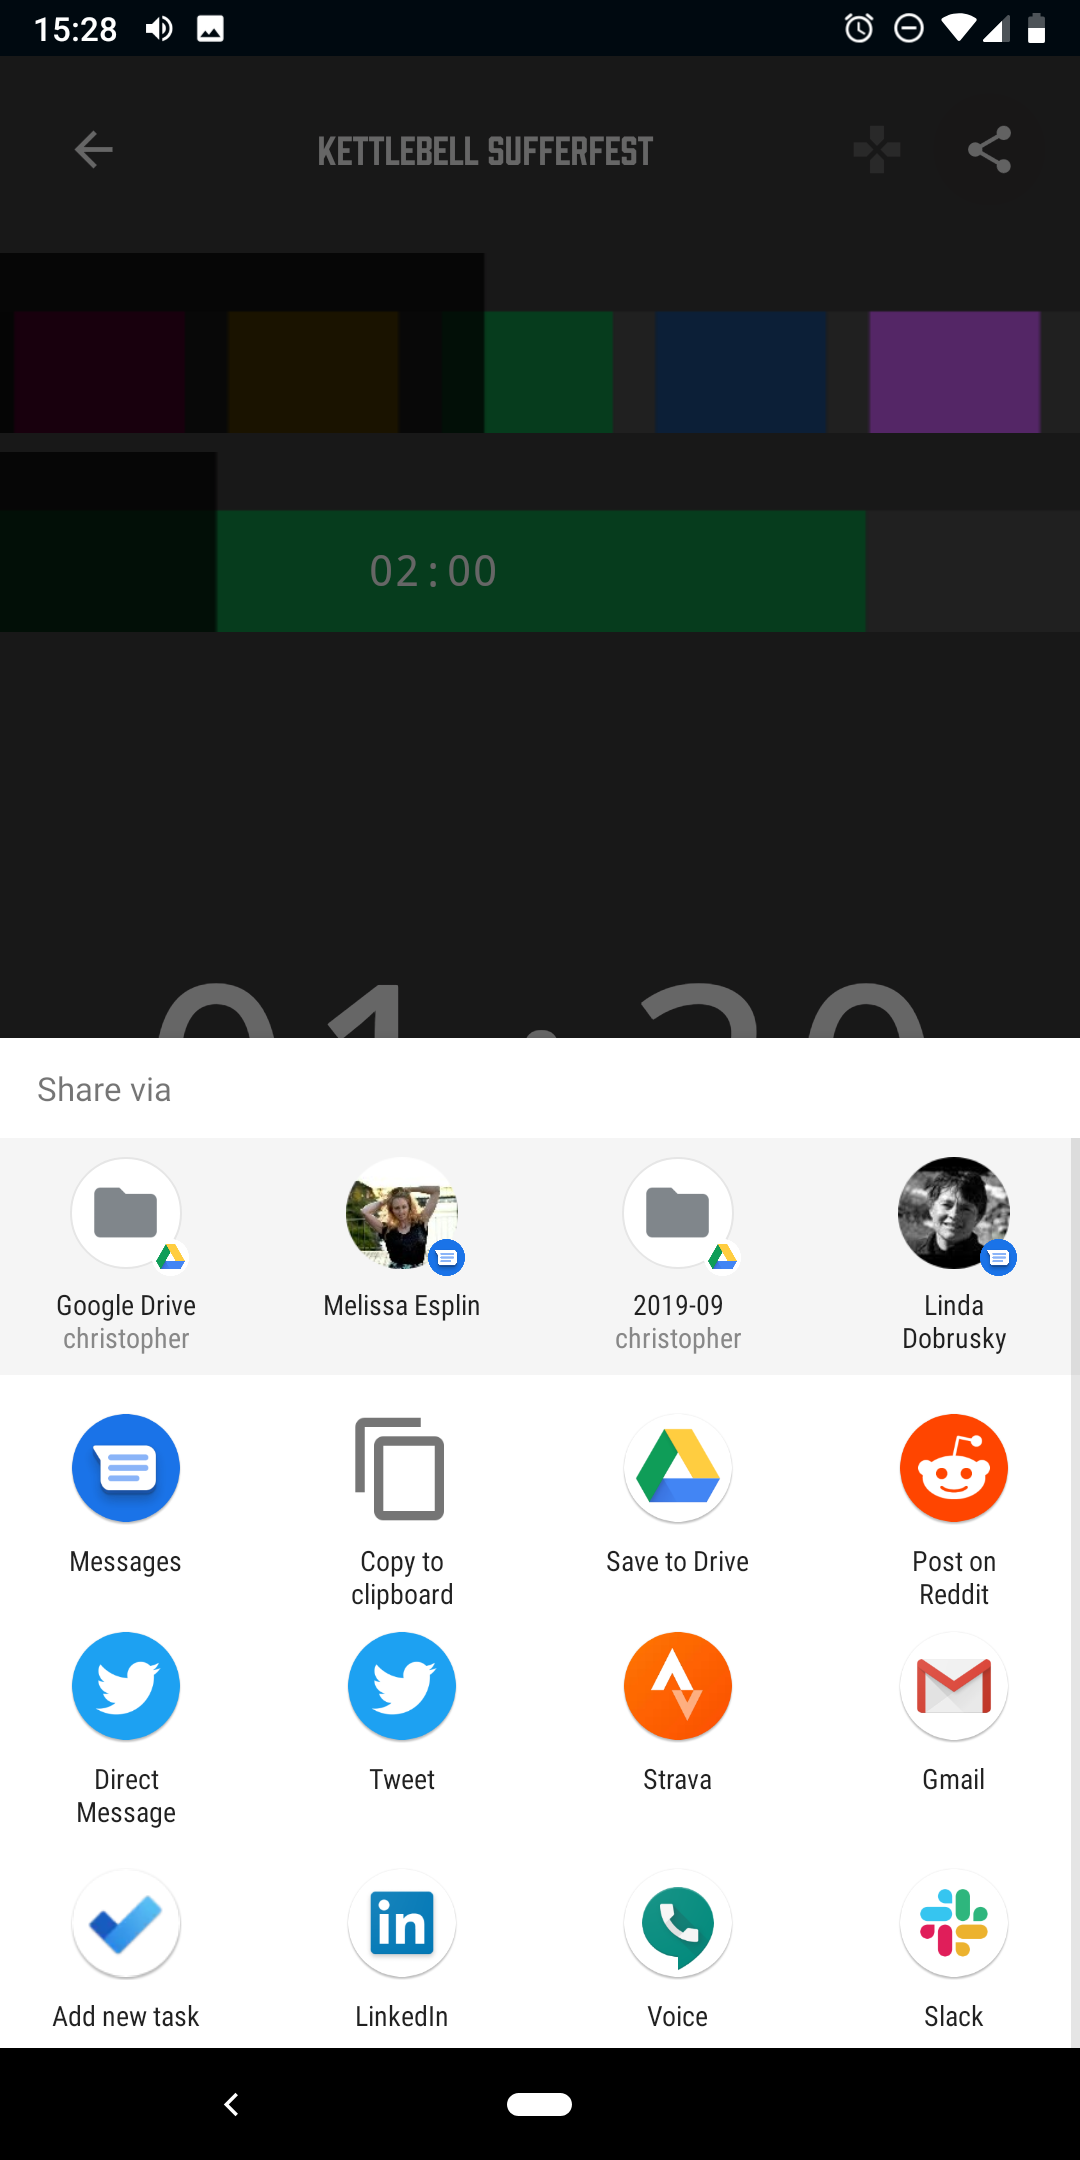 15:28
KETTLEBELL SUFFERFEST
02:00
Share via
Google Drive
christopher
Melissa Esplin
2019-09
christopher
Linda
Dobrusky
Messages
Copy to
clipboard
Save to Drive
Post on
Reddit
Direct
Message
Tweet
Strava
Gmail
Add new task
LinkedIn
Voice
Slack